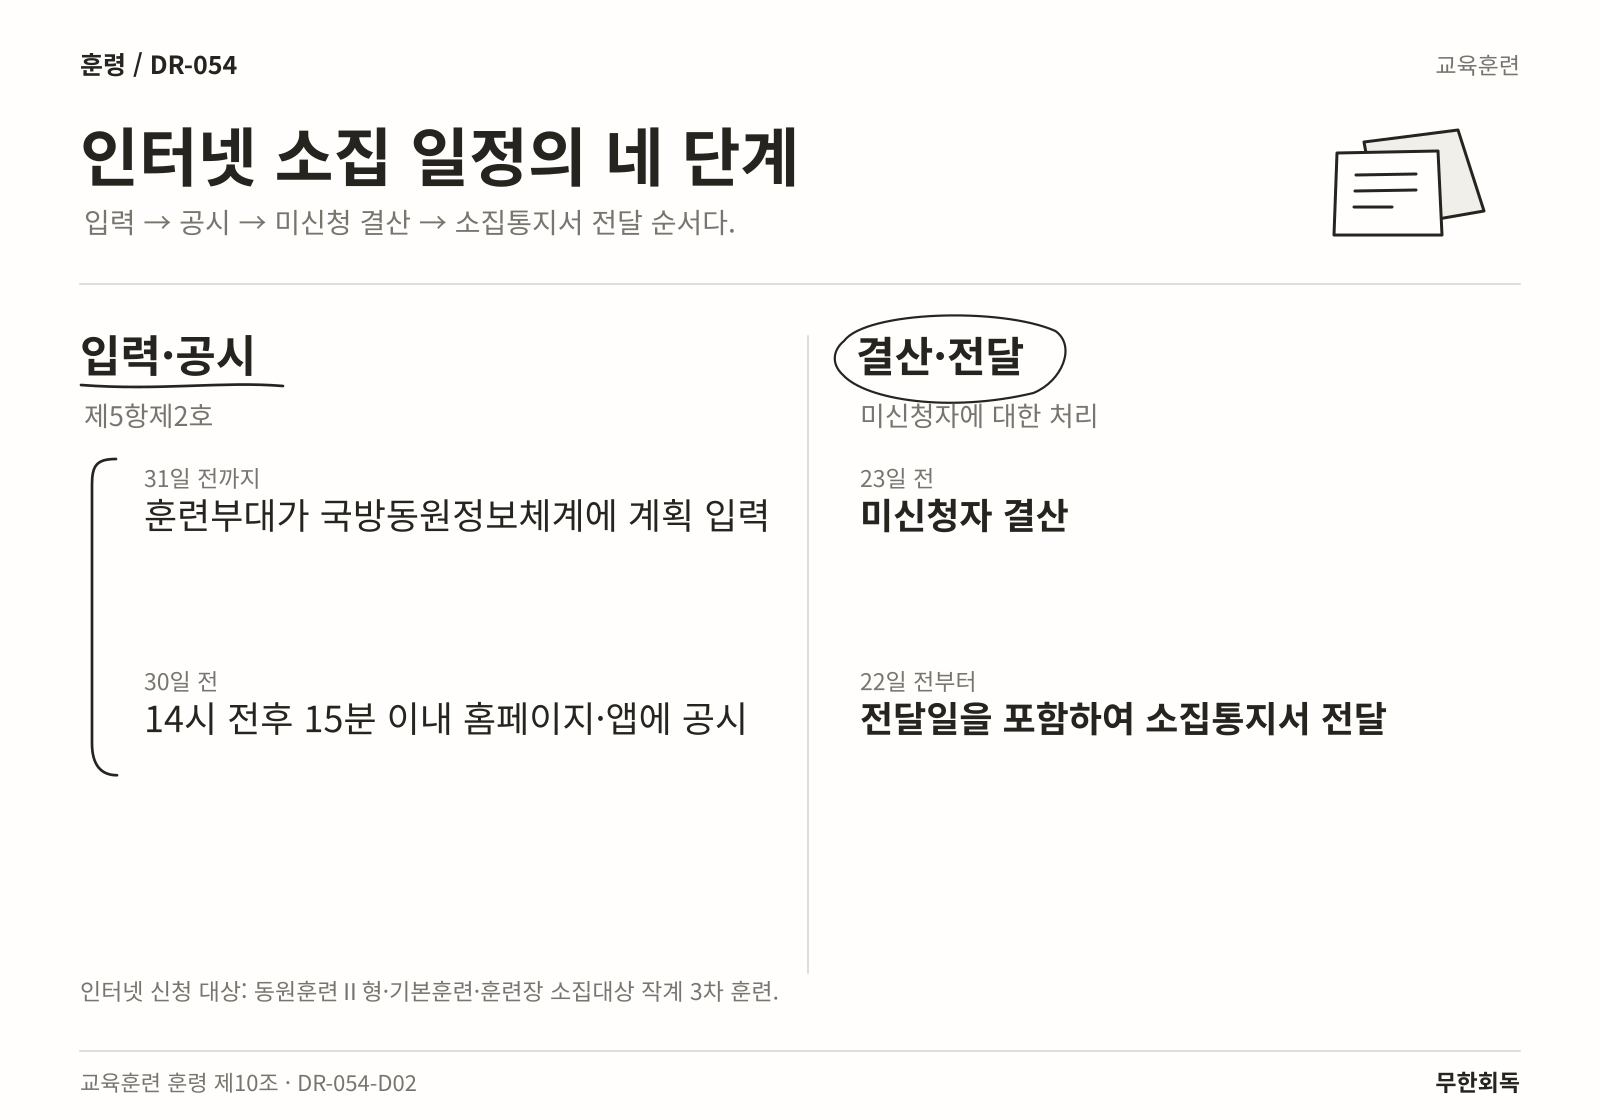 훈령 / DR-054
교육훈련
인터넷 소집 일정의 네 단계
입력 → 공시 → 미신청 결산 → 소집통지서 전달 순서다.
입력·공시
제5항제2호
31일 전까지
훈련부대가 국방동원정보체계에 계획 입력
30일 전
14시 전후 15분 이내 홈페이지·앱에 공시
결산·전달
미신청자에 대한 처리
23일 전
미신청자 결산
22일 전부터
전달일을 포함하여 소집통지서 전달
인터넷 신청 대상: 동원훈련Ⅱ형·기본훈련·훈련장 소집대상 작계 3차 훈련.
교육훈련 훈령 제10조 · DR-054-D02
무한회독